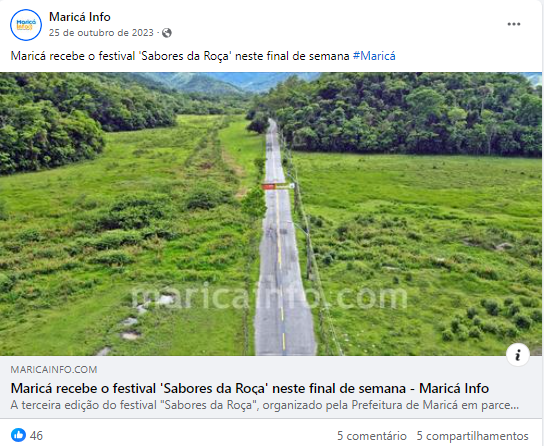 Maricá Info
25 de outubro de 2023 ·
Maricá recebe o festival 'Sabores da Roça' neste final de semana #Maricá
maricainfo.com
MARICAINFO.COM
Maricá recebe o festival 'Sabores da Roça' neste final de semana - Maricá Info
A terceira edição do festival "Sabores da Roça", organizado pela Prefeitura de Maricá em parce...
46
5 comentário 5 compartilhamentos